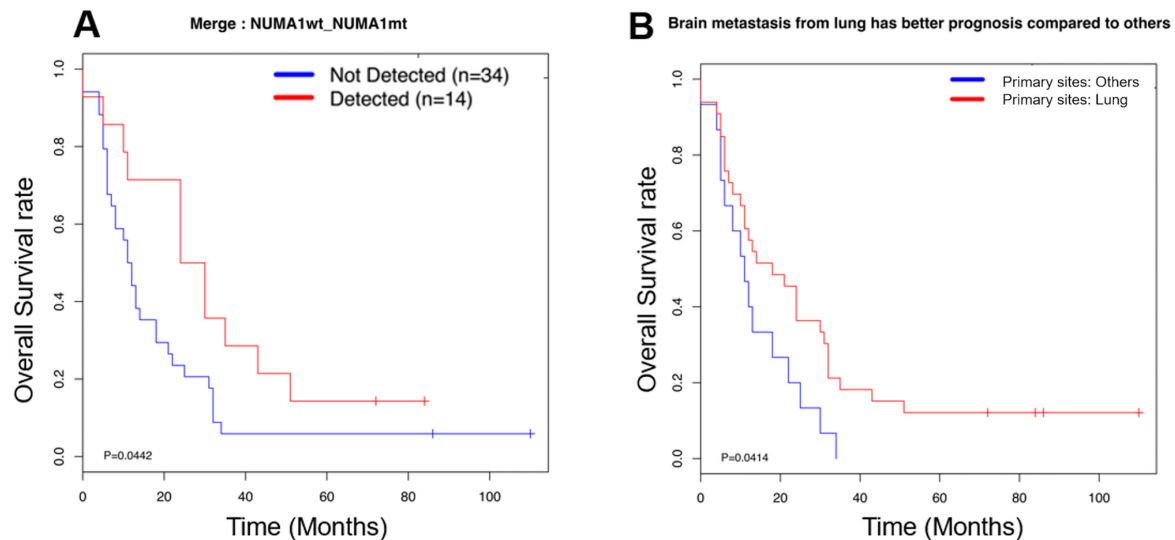 A
Merge : NUMA1wt_NUMA1mt
Not Detected (n=34)
Detected (n=14)
Overall Survival rate
1.0
0.8
0.6
0.4
0.2
0.0
P=0.0442
0 20 40 60 80 100
Time (Months)
B
Brain metastasis from lung has better prognosis compared to others
Primary sites: Others
Primary sites: Lung
Overall Survival rate
1.0
0.8
0.6
0.4
0.2
0.0
P=0.0414
0 20 40 60 80 100
Time (Months)